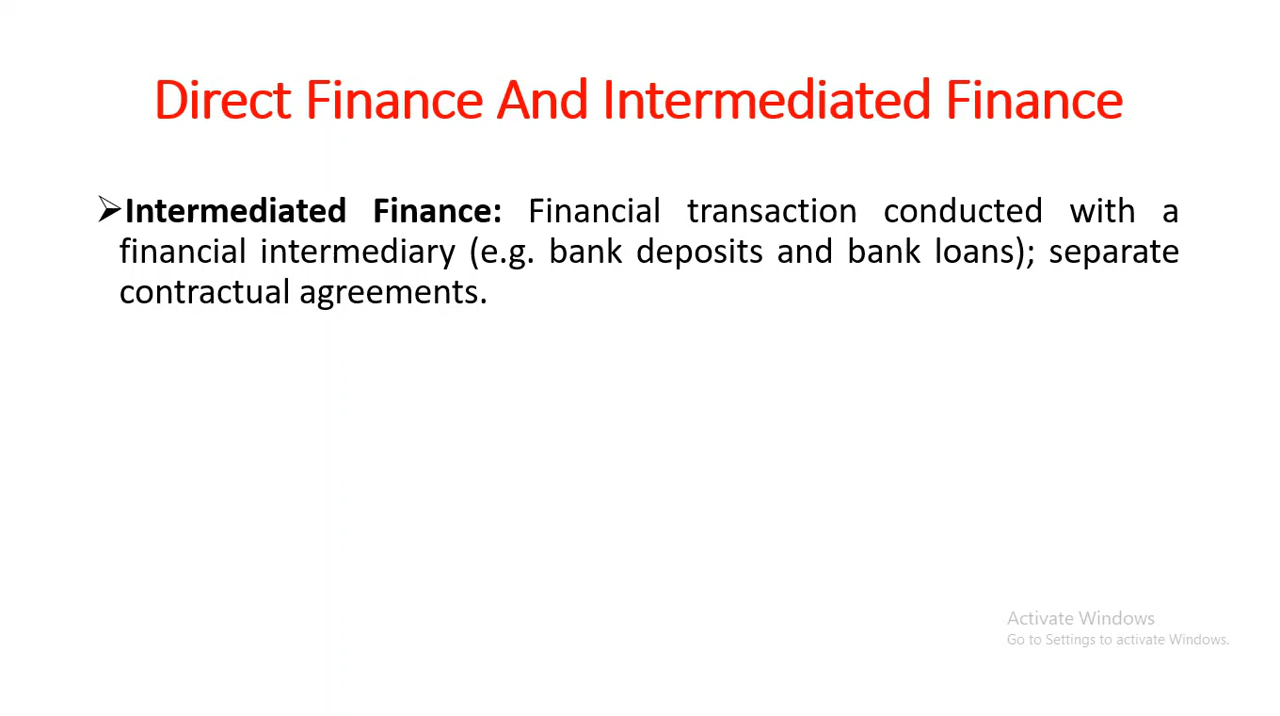 Direct Finance And Intermediated Finance
➢Intermediated Finance: Financial transaction conducted with a
financial intermediary (e.g. bank deposits and bank loans); separate
contractual agreements.
Activate Windows
Go to Settings to activate Windows.